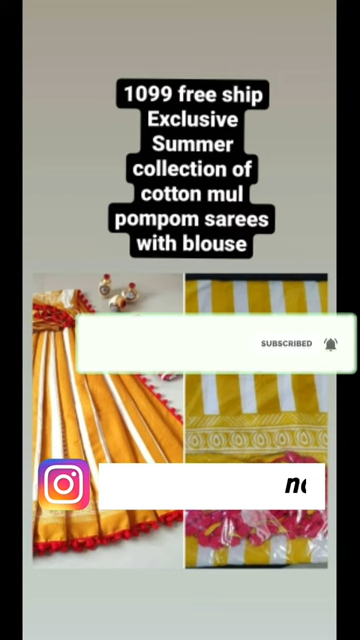 1099 free ship
Exclusive
Summer
collection of
cotton mul
pompom sarees
with blouse
SUBSCRIBED